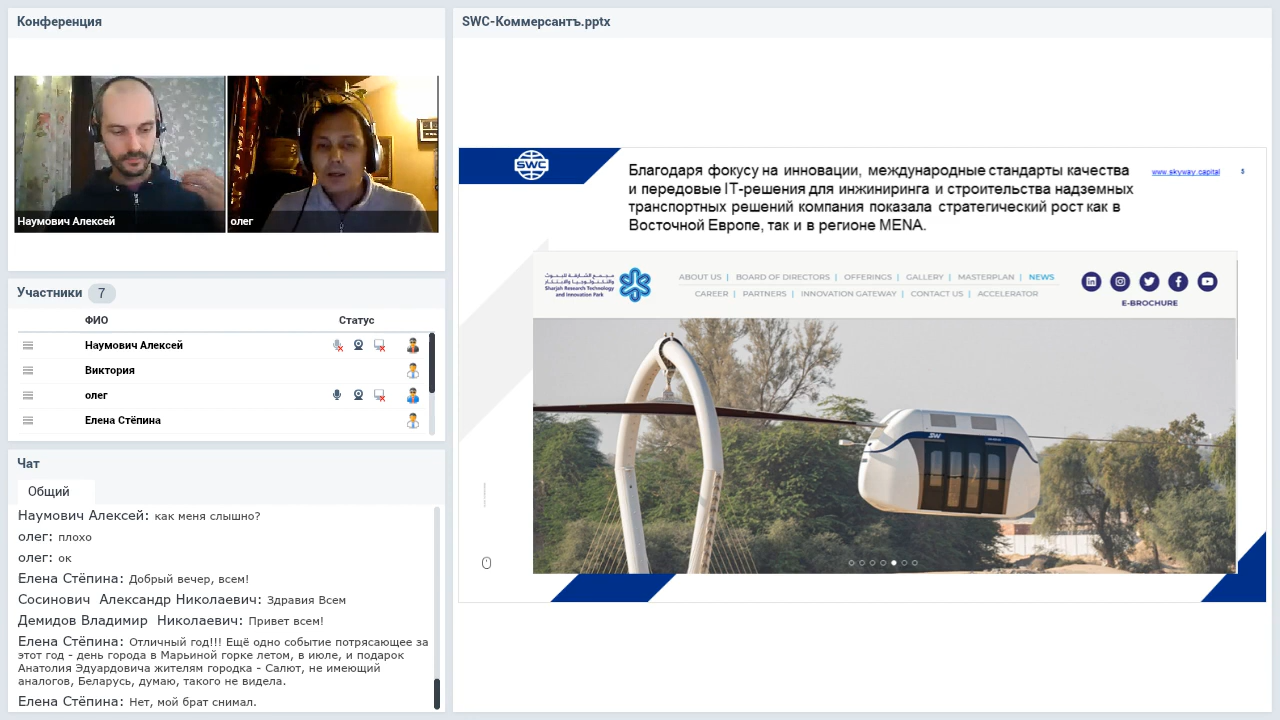 Конференция
Наумович Алексей
олег
Участники 7
ФИО Статус
Наумович Алексей
Виктория
олег
Елена Стёпина
Чат
Общий
Наумович Алексей: как меня слышно?
олег: плохо
олег: ок
Елена Стёпина: Добрый вечер, всем!
Сосинович Александр Николаевич: Здравия Всем
Демидов Владимир Николаевич: Привет всем!
Елена Стёпина: Отличный год!!! Ещё одно событие потрясающее за
этот год - день города в Марьиной горке летом, в июле, и подарок
Анатолия Эдуардовича жителям городка - Салют, не имеющий
аналогов, Беларусь, думаю, такого не видела.
Елена Стёпина: Нет, мой брат снимал.
SWC-Коммерсантъ.pptx
SWC
Благодаря фокусу на инновации, международные стандарты качества
и передовые IT-решения для инжиниринга и строительства надземных
транспортных решений компания показала стратегический рост как в
Восточной Европе, так и в регионе MENA.
www.skyway.capital
مجمع الشارقة للبحوث
والتكنولوجيا والابتكار
Sharjah Research Technology
and Innovation Park
ABOUT US | BOARD OF DIRECTORS | OFFERINGS | GALLERY | MASTERPLAN | NEWS
CAREER | PARTNERS | INNOVATION GATEWAY | CONTACT US | ACCELERATOR
E-BROCHURE
SW